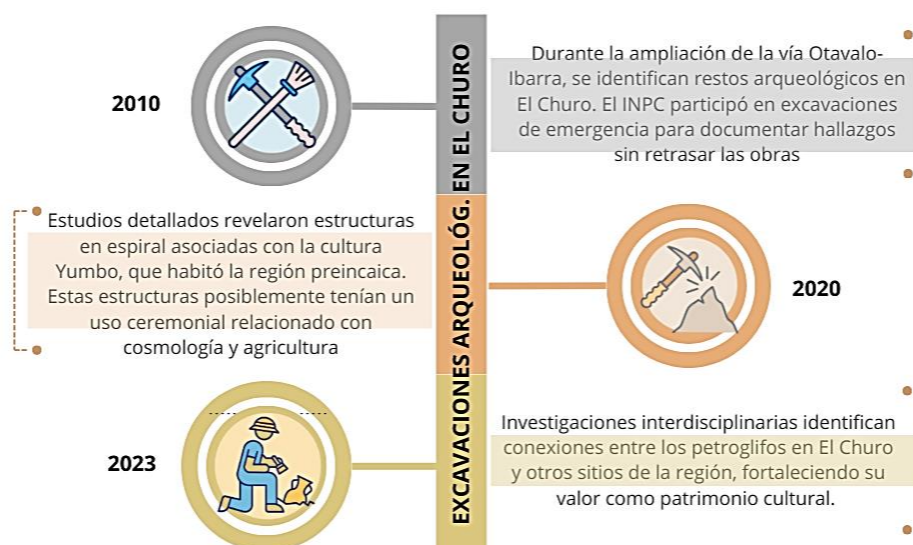 EXCAVACIONES ARQUEOLÓG. EN EL CHURO
2010
Durante la ampliación de la vía Otavalo-
Ibarra, se identifican restos arqueológicos en
El Churo. El INPC participó en excavaciones
de emergencia para documentar hallazgos
sin retrasar las obras
Estudios detallados revelaron estructuras
en espiral asociadas con la cultura
Yumbo, que habitó la región preincaica.
Estas estructuras posiblemente tenían un
uso ceremonial relacionado con
cosmología y agricultura
2020
2023
Investigaciones interdisciplinarias identifican
conexiones entre los petroglifos en El Churo
y otros sitios de la región, fortaleciendo su
valor como patrimonio cultural.